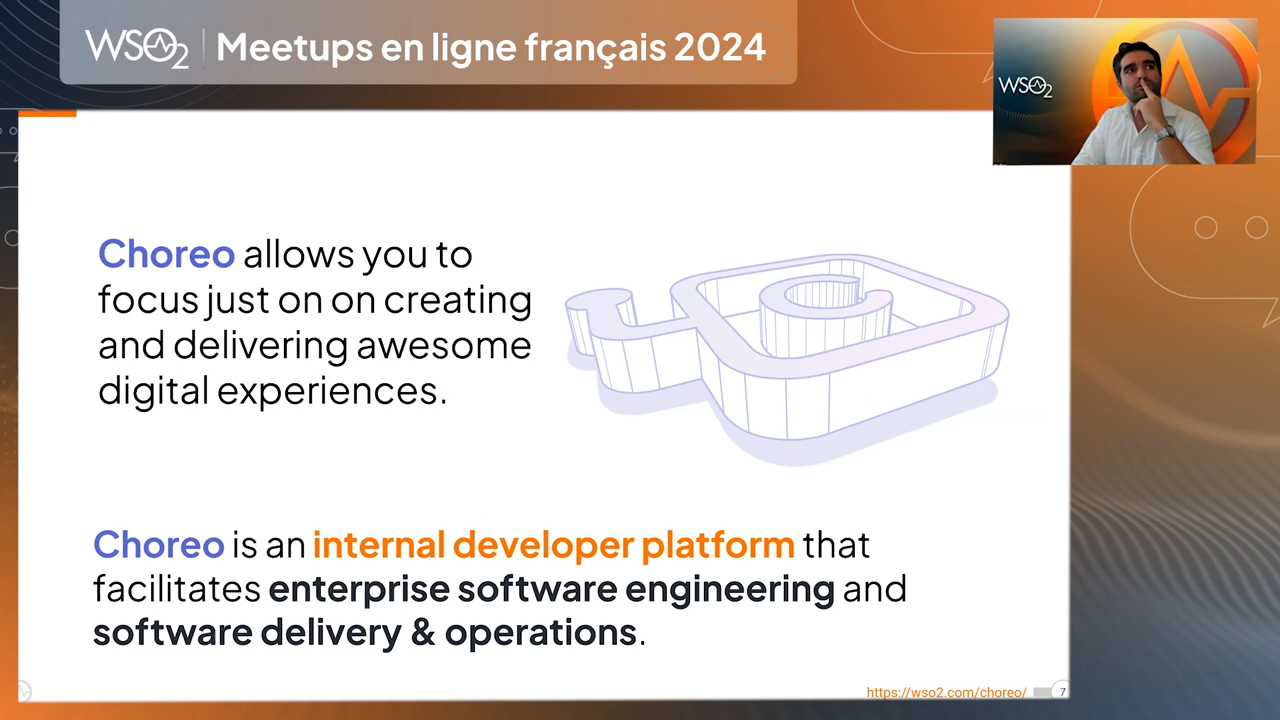 WSO2 Meetups en ligne français 2024
WSO2
Choreo allows you to
focus just on on creating
and delivering awesome
digital experiences.
Choreo is an internal developer platform that
facilitates enterprise software engineering and
software delivery & operations.
https://wso2.com/choreo/
7